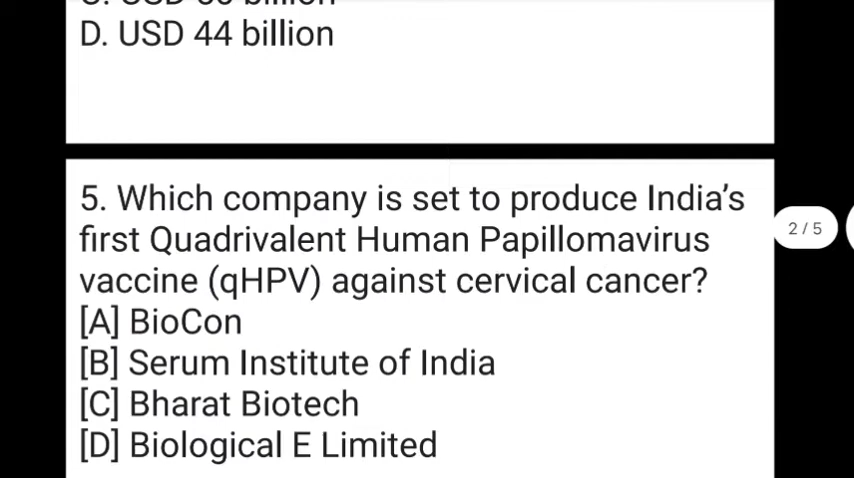 D. USD 44 billion
5. Which company is set to produce India's
first Quadrivalent Human Papillomavirus
vaccine (qHPV) against cervical cancer?
[A] BioCon
[B] Serum Institute of India
[C] Bharat Biotech
[D] Biological E Limited
2 / 5